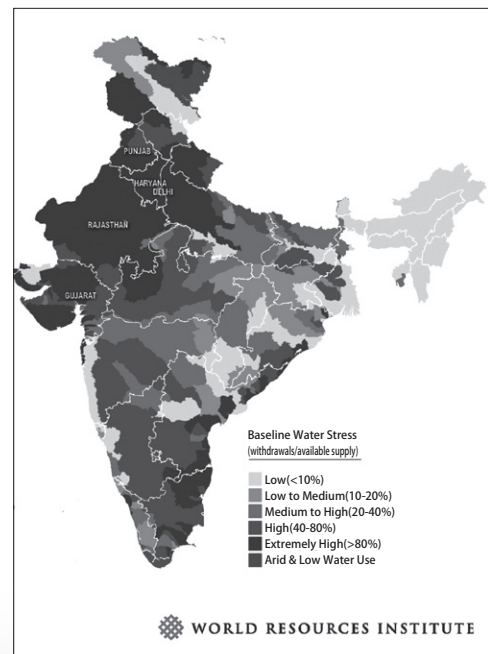 PUNJAB
HARYANA
DELHI
RAJASTHAN
GUJARAT
Baseline Water Stress
(withdrawals/available supply)
Low(<10%)
Low to Medium(10-20%)
Medium to High(20-40%)
High(40-80%)
Extremely High(>80%)
Arid & Low Water Use
WORLD RESOURCES INSTITUTE